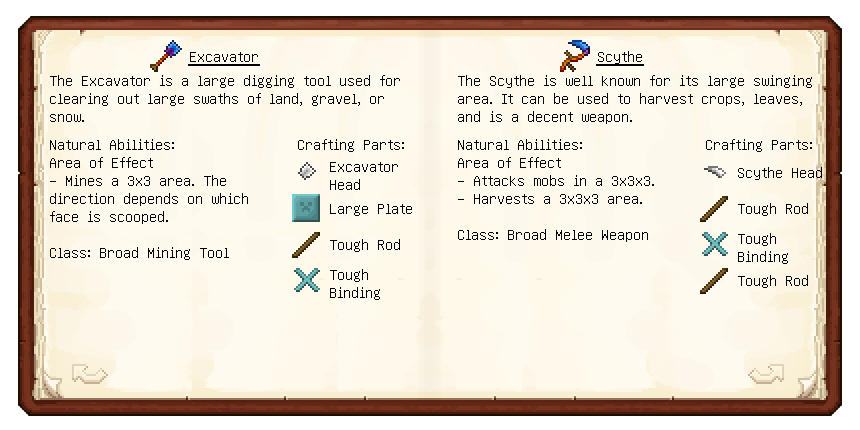 Excavator
The Excavator is a large digging tool used for
clearing out large swaths of land, gravel, or
snow.
Natural Abilities:
Area of Effect
- Mines a 3x3 area. The
direction depends on which
face is scooped.
Class: Broad Mining Tool
Crafting Parts:
Excavator
Head
Large Plate
Tough Rod
Tough
Binding
Scythe
The Scythe is well known for its large swinging
area. It can be used to harvest crops, leaves,
and is a decent weapon.
Natural Abilities:
Area of Effect
- Attacks mobs in a 3x3x3.
- Harvests a 3x3x3 area.
Class: Broad Melee Weapon
Crafting Parts:
Scythe Head
Tough Rod
Tough
Binding
Tough Rod